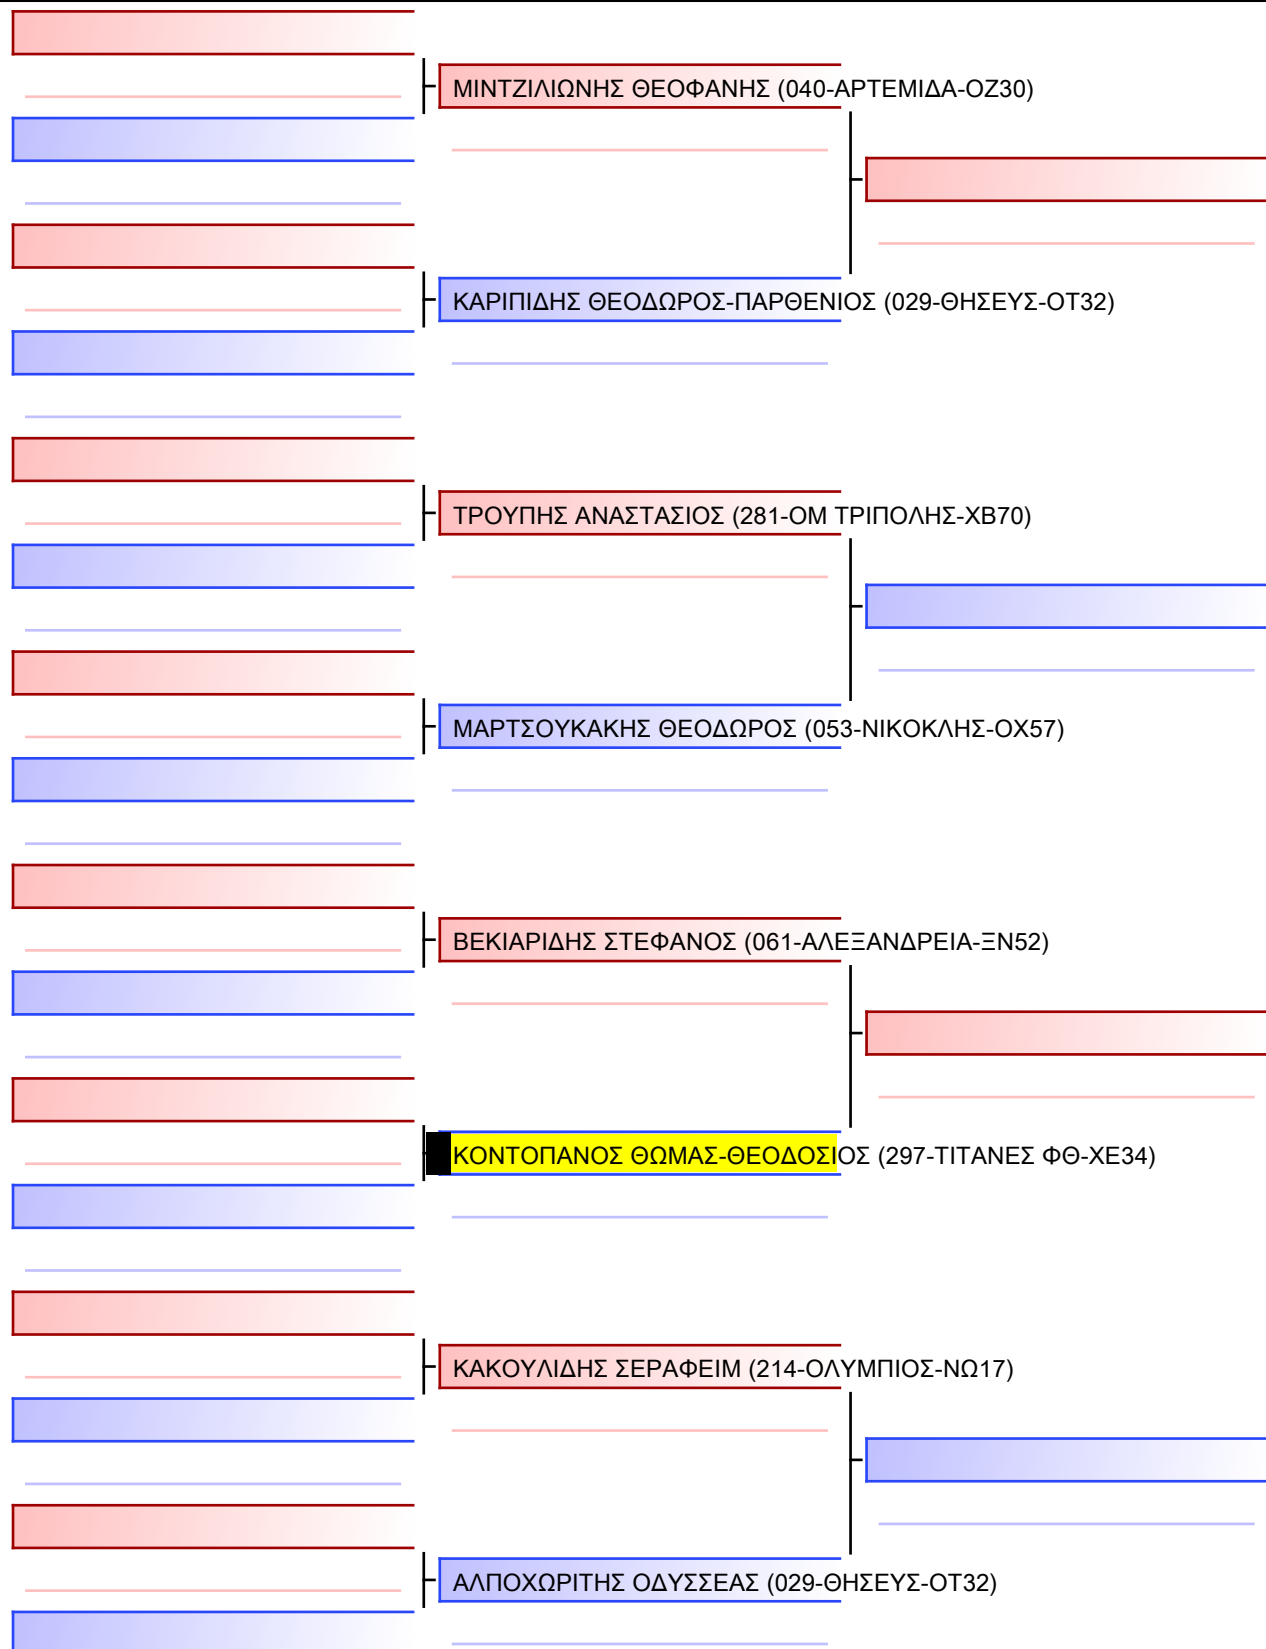 ΜΙΝΤΖΙΛΙΩΝΗΣ ΘΕΟΦΑΝΗΣ (040-ΑΡΤΕΜΙΔΑ-ΟΖ30)
ΚΑΡΙΠΙΔΗΣ ΘΕΟΔΩΡΟΣ-ΠΑΡΘΕΝΙΟΣ (029-ΘΗΣΕΥΣ-ΟΤ32)
ΤΡΟΥΠΗΣ ΑΝΑΣΤΑΣΙΟΣ (281-ΟΜ ΤΡΙΠΟΛΗΣ-ΧΒ70)
ΜΑΡΤΣΟΥΚΑΚΗΣ ΘΕΟΔΩΡΟΣ (053-ΝΙΚΟΚΛΗΣ-ΟΧ57)
ΒΕΚΙΑΡΙΔΗΣ ΣΤΕΦΑΝΟΣ (061-ΑΛΕΞΑΝΔΡΕΙΑ-ΞΝ52)
ΚΟΝΤΟΠΑΝΟΣ ΘΩΜΑΣ-ΘΕΟΔΟΣΙΟΣ (297-ΤΙΤΑΝΕΣ ΦΘ-ΧΕ34)
ΚΑΚΟΥΛΙΔΗΣ ΣΕΡΑΦΕΙΜ (214-ΟΛΥΜΠΙΟΣ-ΝΩ17)
ΑΛΠΟΧΩΡΙΤΗΣ ΟΔΥΣΣΕΑΣ (029-ΘΗΣΕΥΣ-ΟΤ32)